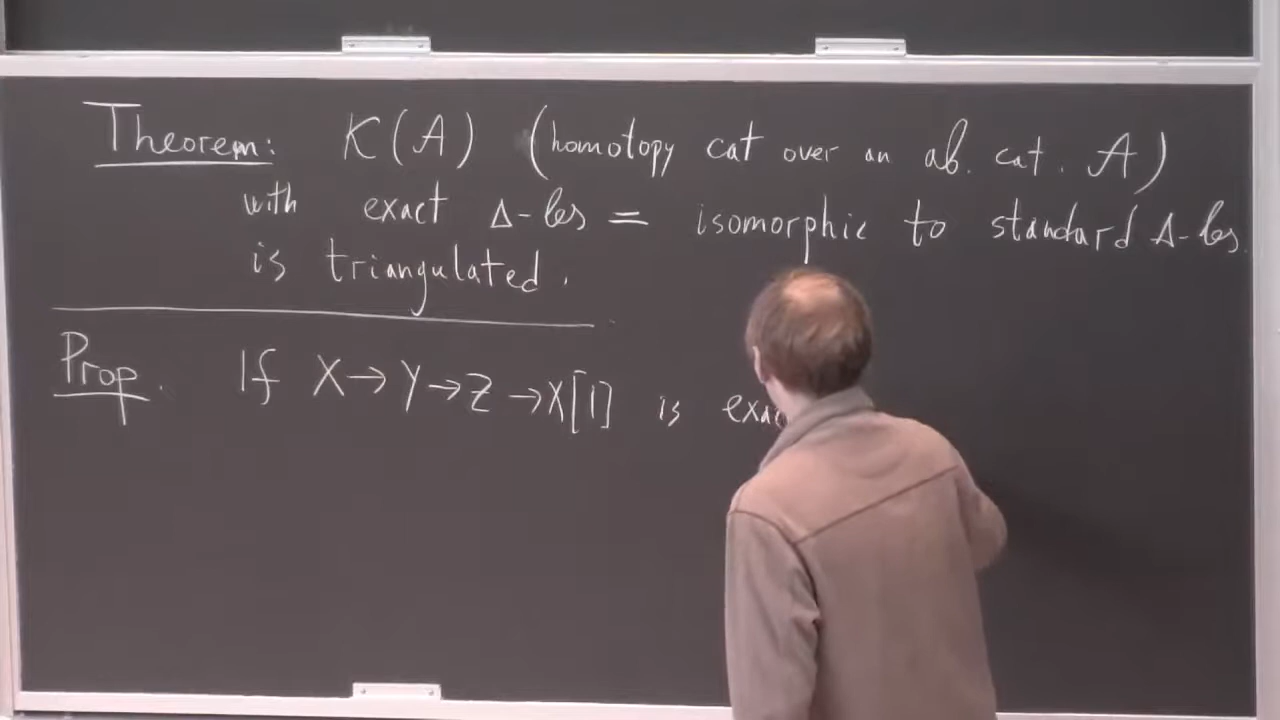 Theorem: K(A) (homotopy cat over an ab. cat. A)
with exact Δ-les = isomorphic to standard Δ-les.
is triangulated.
Prop. If X→Y→Z→X[1] is exac